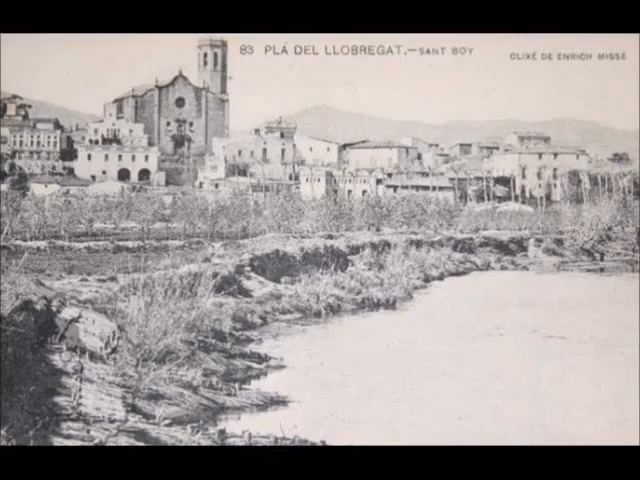 83 PLÁ DEL LLOBREGAT.—SANT BOY
CLIXÉ DE ENRICH MISSÉ